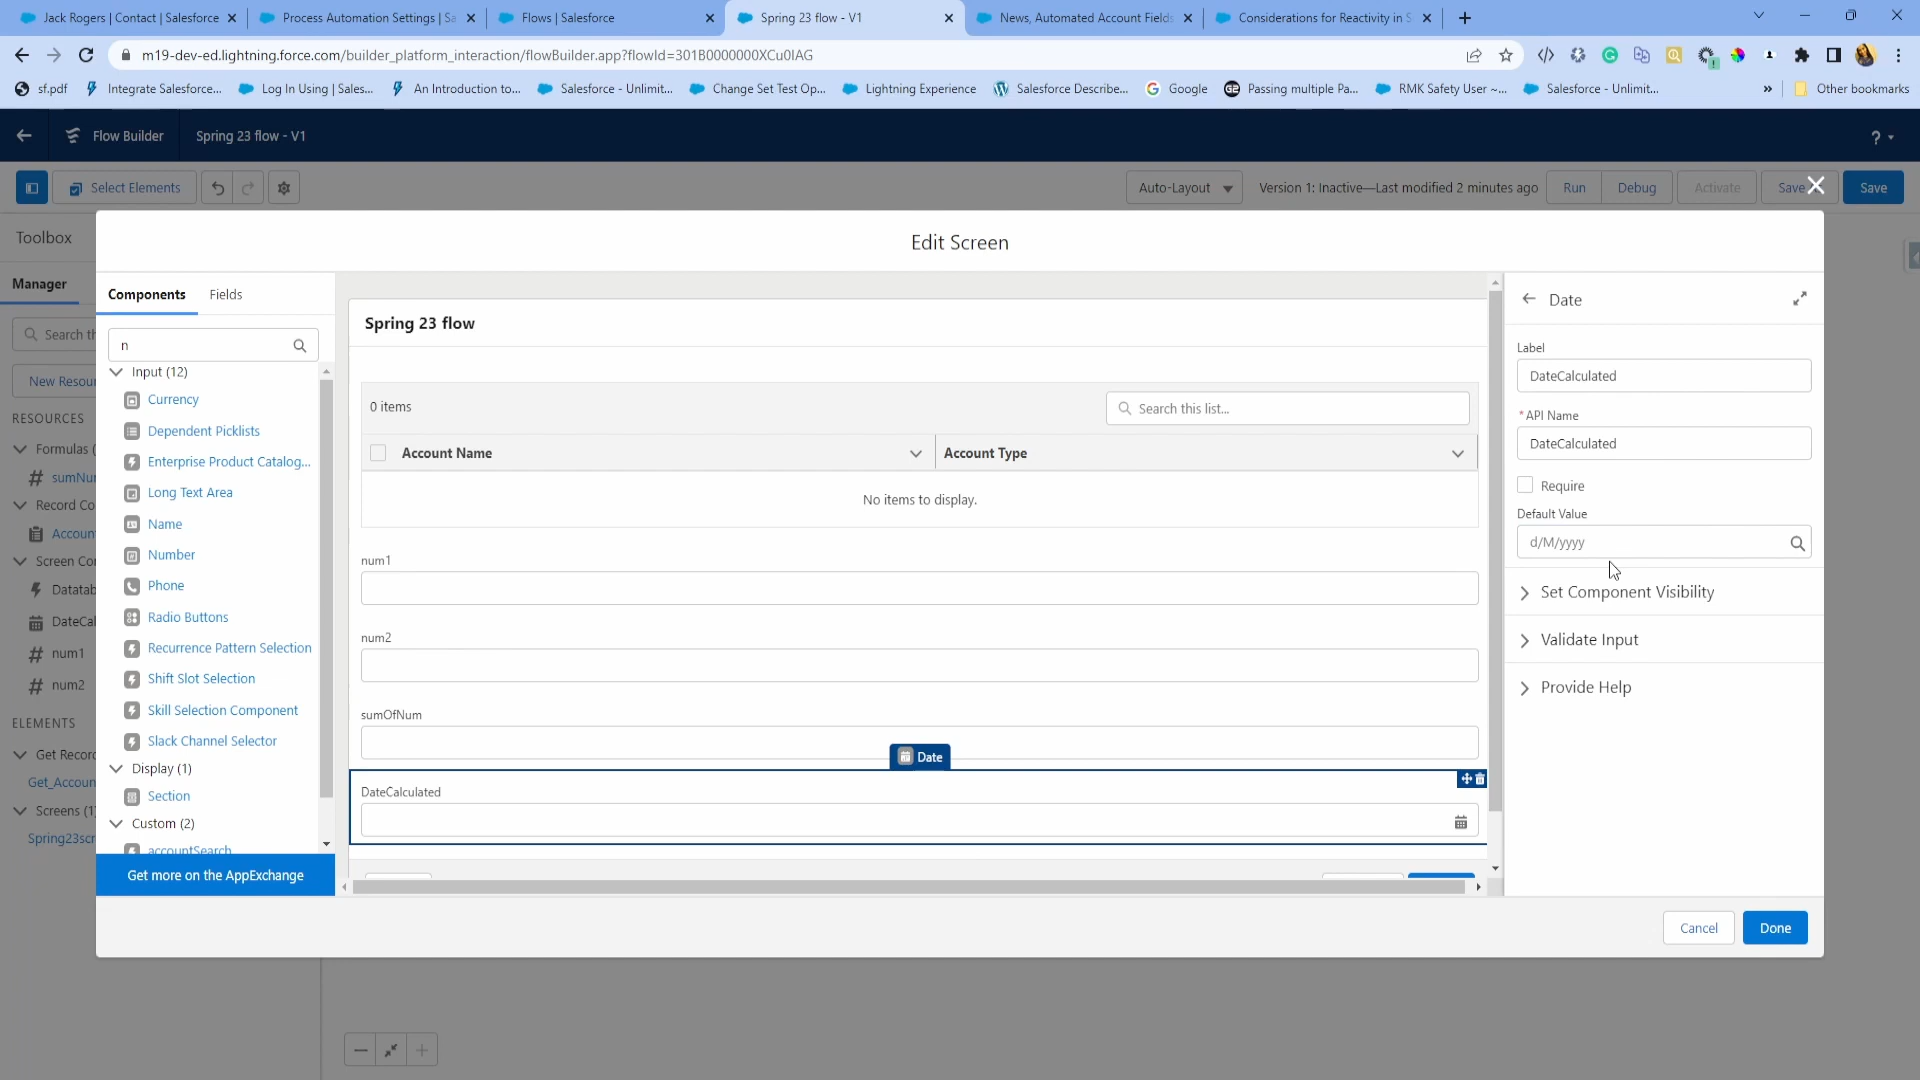 Jack Rogers | Contact | Salesforce
Process Automation Settings | Sa
Flows | Salesforce
Spring 23 flow - V1
News, Automated Account Fields
Considerations for Reactivity in S
m19-dev-ed.lightning.force.com/builder_platform_interaction/flowBuilder.app?flowId=301B0000000XCu0IAG
sf.pdf
Integrate Salesforce...
Log In Using | Sales...
An Introduction to...
Salesforce - Unlimit...
Change Set Test Op...
Lightning Experience
Salesforce Describe...
Google
Passing multiple Pa...
RMK Safety User ~...
Salesforce - Unlimit...
»
Other bookmarks
Flow Builder
Spring 23 flow - V1
?
Select Elements
Auto-Layout
Version 1: Inactive—Last modified 2 minutes ago
Run
Debug
Activate
Save
Save
Toolbox
Manager
Search th
New Resou
RESOURCES
Formulas (
sumNu
Record Co
Account
Screen Co
Datatab
DateCal
num1
num2
ELEMENTS
Get Record
Get_Accoun
Screens (1)
Spring23scr
Edit Screen
Components
Fields
n
Input (12)
Currency
Dependent Picklists
Enterprise Product Catalog...
Long Text Area
Name
Number
Phone
Radio Buttons
Recurrence Pattern Selection
Shift Slot Selection
Skill Selection Component
Slack Channel Selector
Display (1)
Section
Custom (2)
accountSearch
Get more on the AppExchange
Spring 23 flow
0 items
Search this list...
Account Name
Account Type
No items to display.
num1
num2
sumOfNum
Date
DateCalculated
Date
Label
DateCalculated
*API Name
DateCalculated
Require
Default Value
d/M/yyyy
Set Component Visibility
Validate Input
Provide Help
Cancel
Done